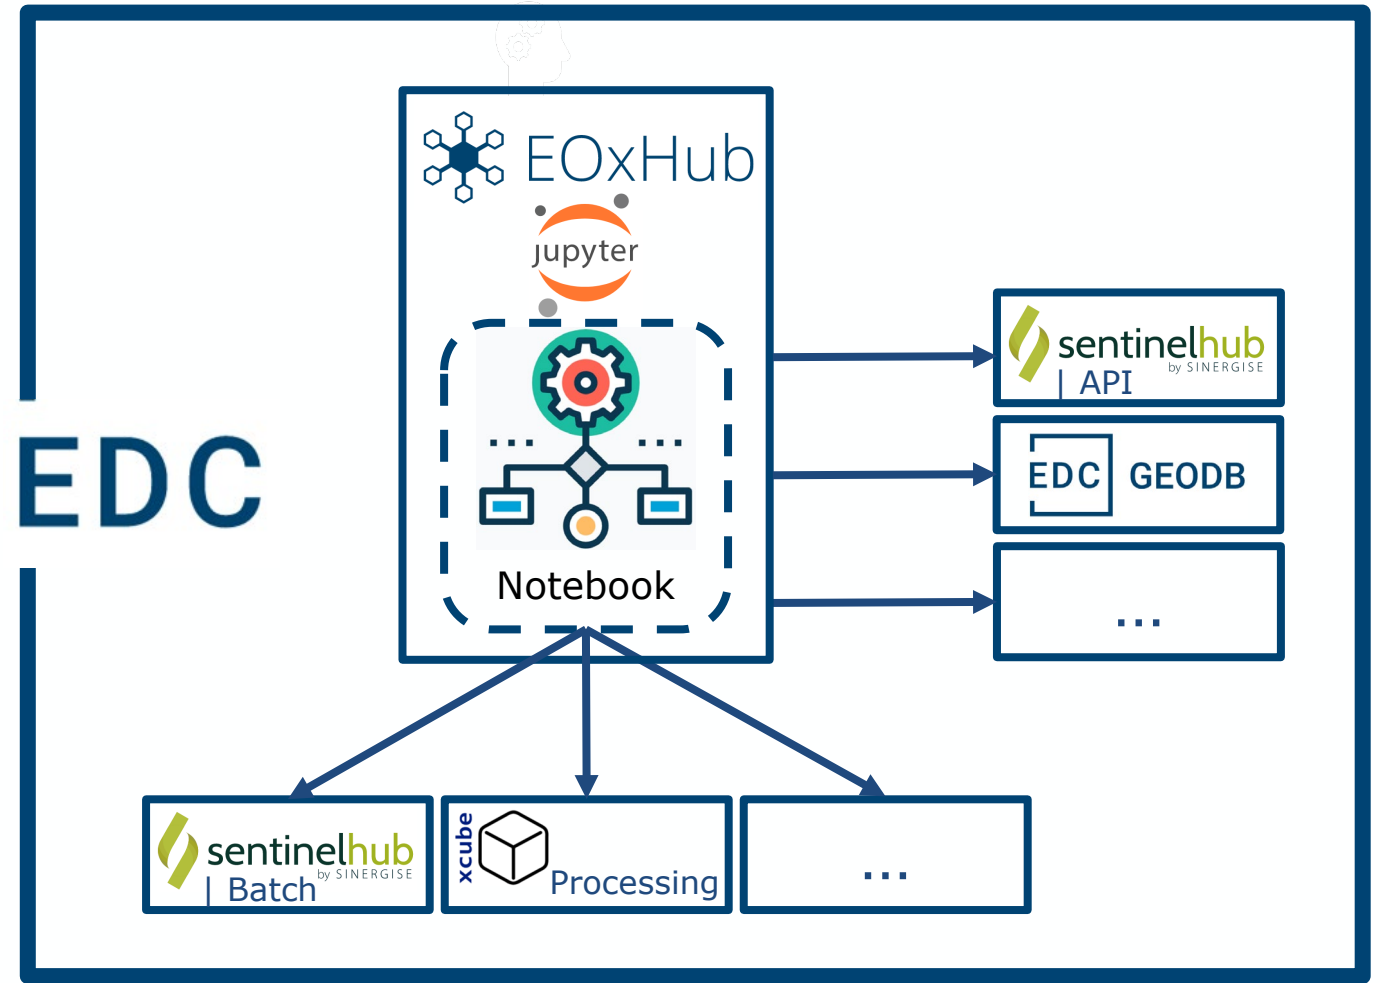 EOxHub
jupyter
... ...
Notebook
EDC
sentinelhub
by SINERGISE
| API
EDC GEODB
...
sentinelhub
by SINERGISE
| Batch
xcube
Processing
...